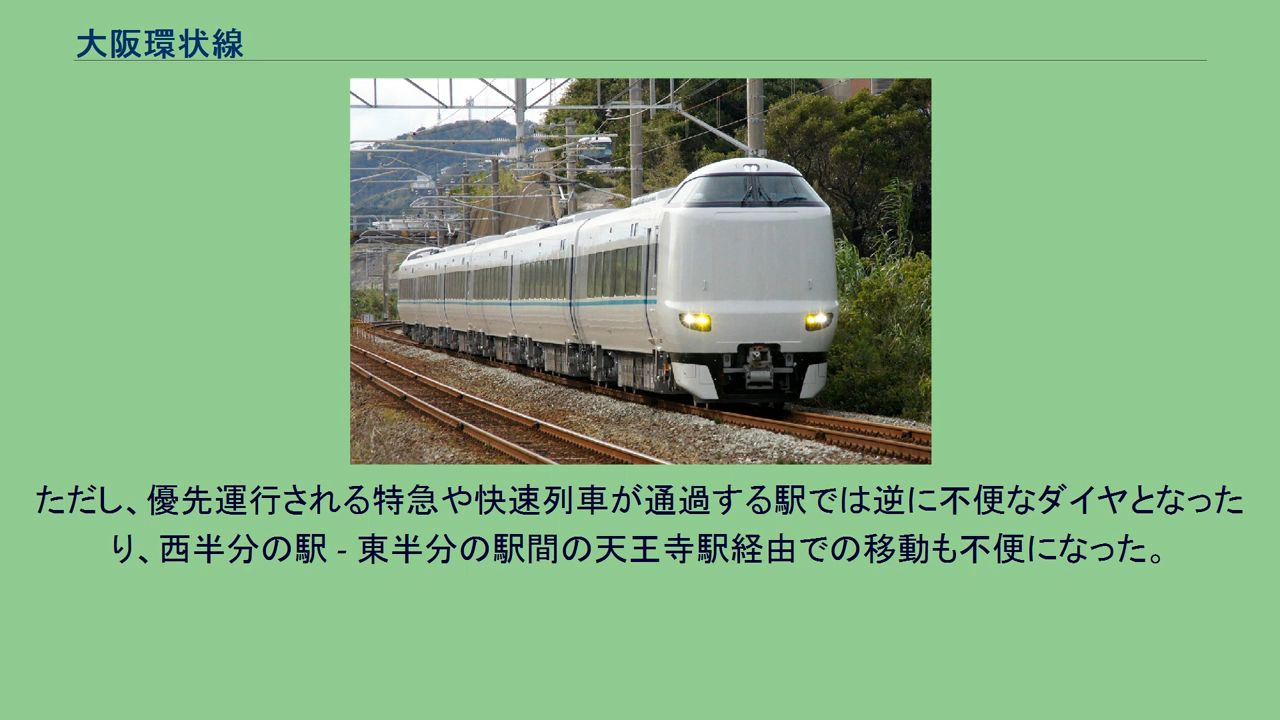 大阪環状線
ただし、優先運行される特急や快速列車が通過する駅では逆に不便なダイヤとなった
り、西半分の駅 - 東半分の駅間の天王寺駅経由での移動も不便になった。